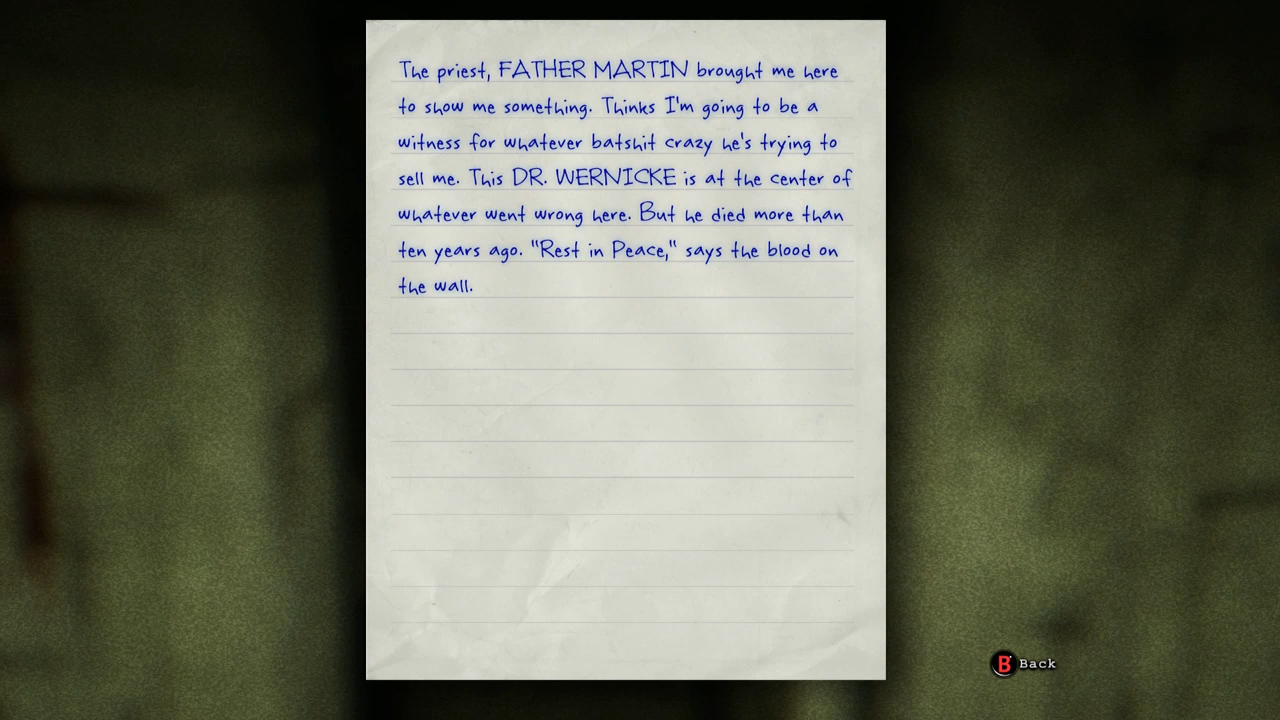 The priest, FATHER MARTIN brought me here
to show me something. Thinks I'm going to be a
witness for whatever batshit crazy he's trying to
sell me. This DR. WERNICKE is at the center of
whatever went wrong here. But he died more than
ten years ago. "Rest in Peace," says the blood on
the wall.
B Back